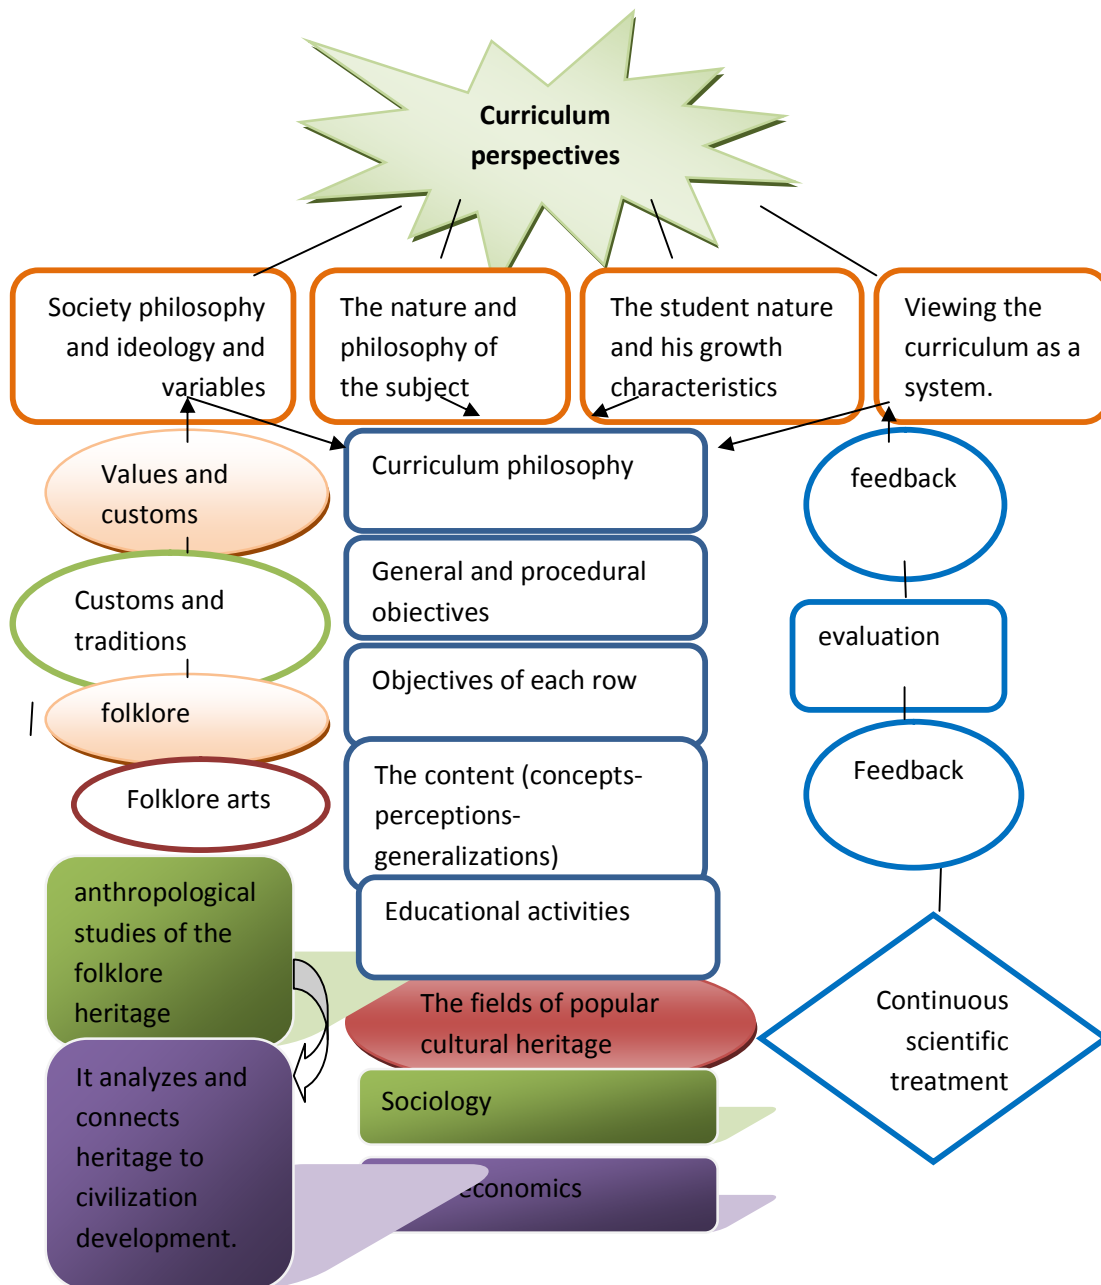 Curriculum
perspectives
Society philosophy
and ideology and
variables
The nature and
philosophy of
the subject
The student nature
and his growth
characteristics
Viewing the
curriculum as a
system.
Values and
customs
Customs and
traditions
folklore
Folklore arts
anthropological
studies of the
folklore
heritage
It analyzes and
connects
heritage to
civilization
development.
Curriculum philosophy
General and procedural
objectives
Objectives of each row
The content (concepts-
perceptions-
generalizations)
Educational activities
The fields of popular
cultural heritage
Sociology
economics
feedback
evaluation
Feedback
Continuous
scientific
treatment